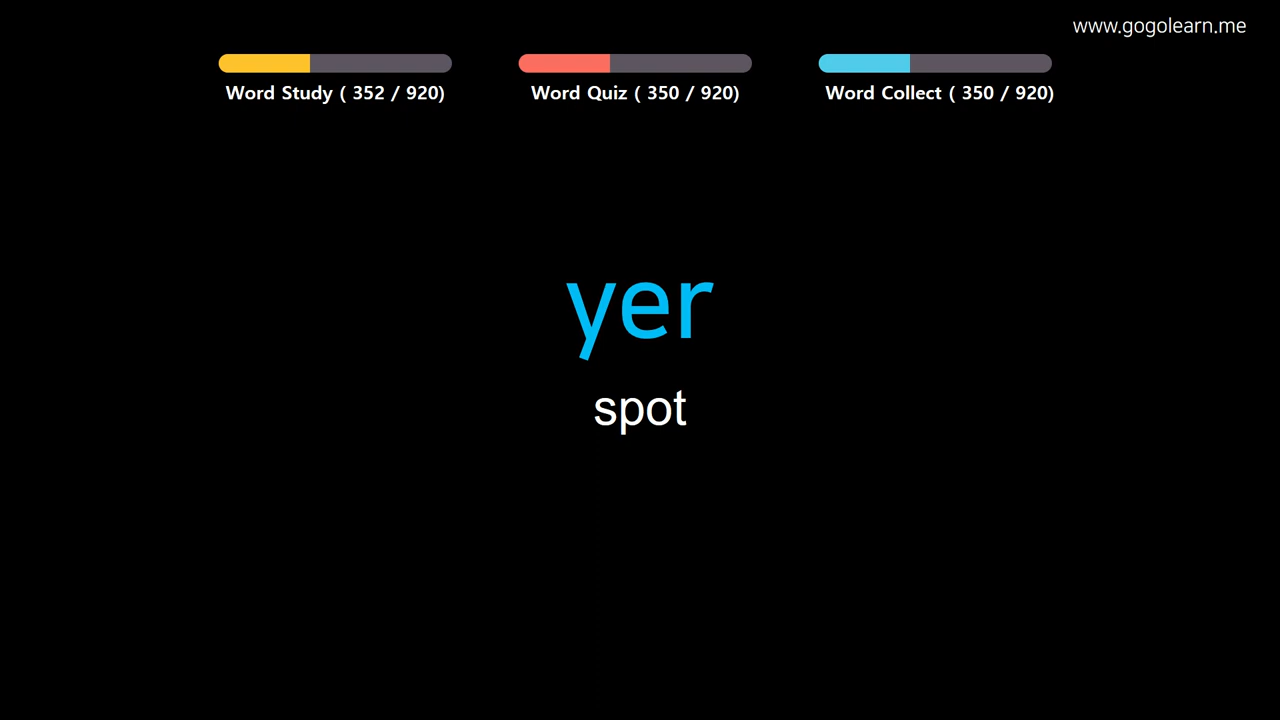 www.gogolearn.me
Word Study ( 352 / 920)
Word Quiz ( 350 / 920)
Word Collect ( 350 / 920)
yer
spot